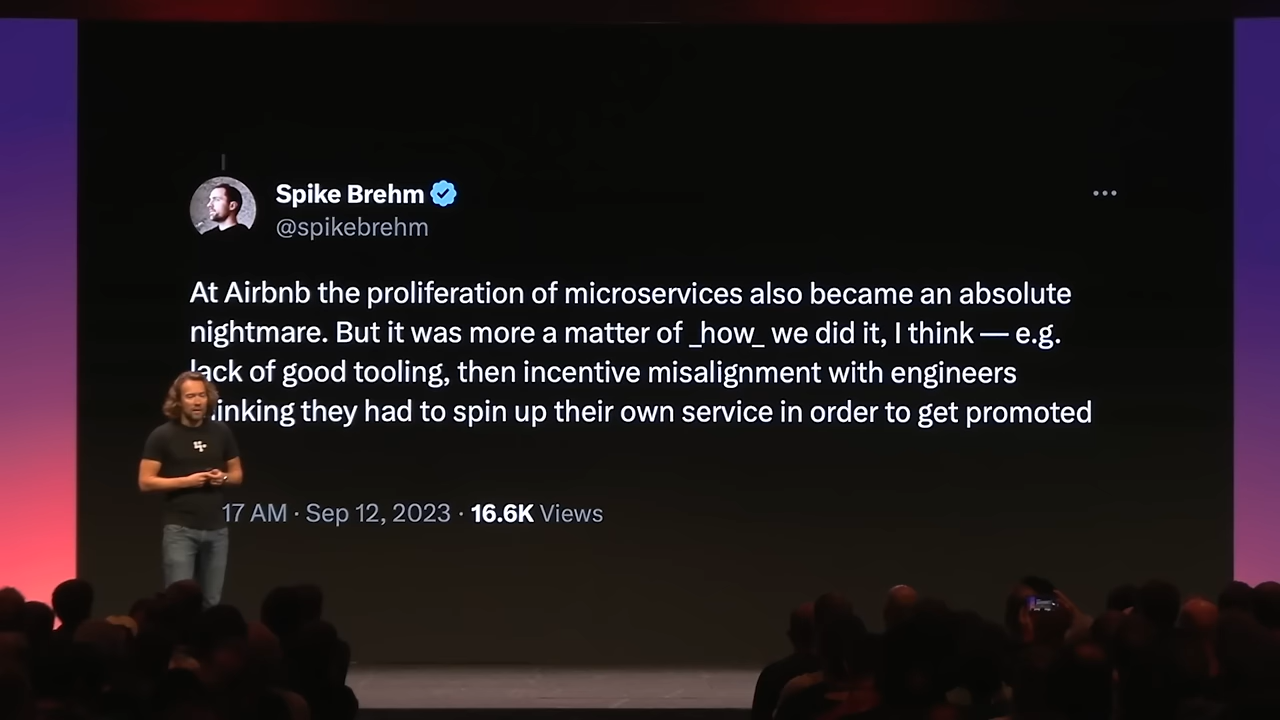 Spike Brehm
@spikebrehm
At Airbnb the proliferation of microservices also became an absolute
nightmare. But it was more a matter of _how_ we did it, I think — e.g.
lack of good tooling, then incentive misalignment with engineers
they had to spin up their own service in order to get promoted
17 AM · Sep 12, 2023 · 16.6K Views